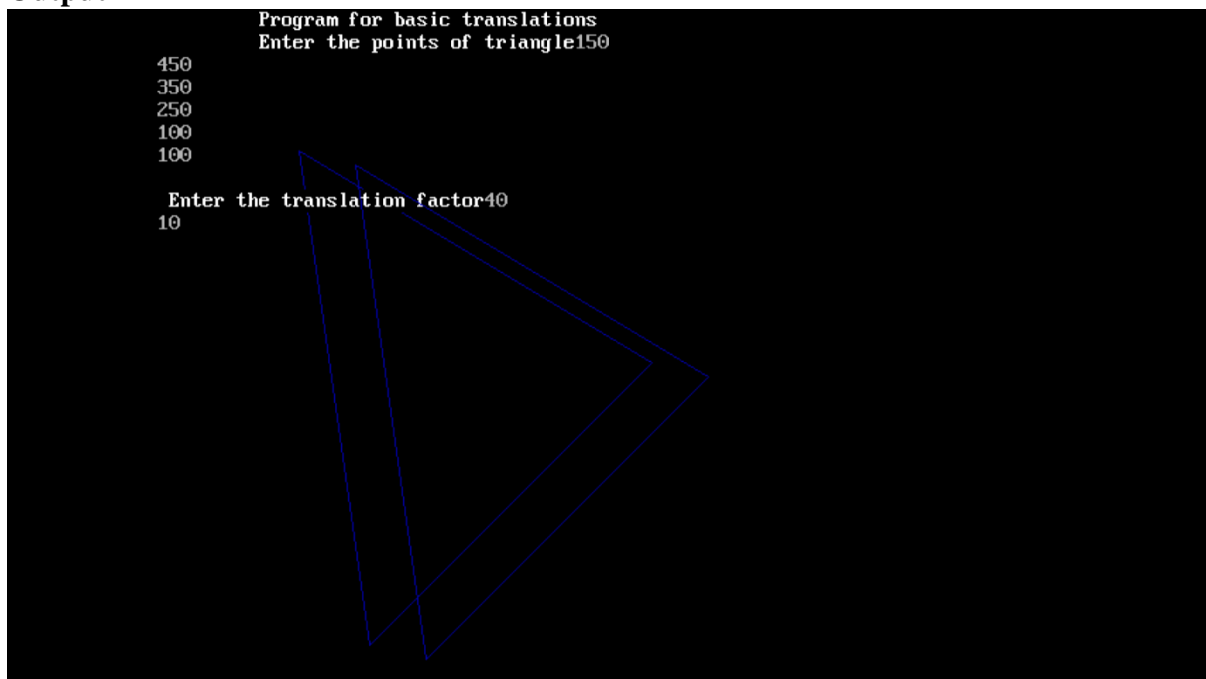 Program for basic translations
Enter the points of triangle150
450
350
250
100
100
Enter the translation factor40
10